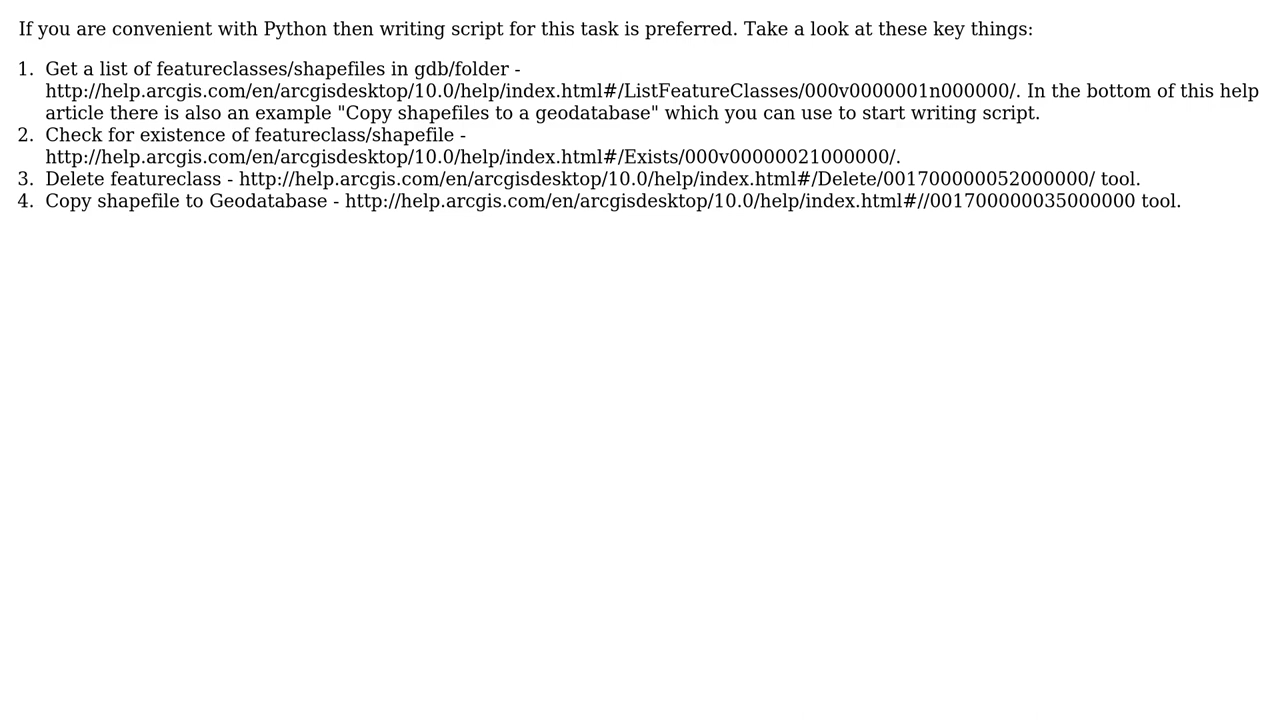 If you are convenient with Python then writing script for this task is preferred. Take a look at these key things:
1. Get a list of featureclasses/shapefiles in gdb/folder -
http://help.arcgis.com/en/arcgisdesktop/10.0/help/index.html#/ListFeatureClasses/000v0000001n000000/. In the bottom of this help
article there is also an example "Copy shapefiles to a geodatabase" which you can use to start writing script.
2. Check for existence of featureclass/shapefile -
http://help.arcgis.com/en/arcgisdesktop/10.0/help/index.html#/Exists/000v00000021000000/.
3. Delete featureclass - http://help.arcgis.com/en/arcgisdesktop/10.0/help/index.html#/Delete/001700000052000000/ tool.
4. Copy shapefile to Geodatabase - http://help.arcgis.com/en/arcgisdesktop/10.0/help/index.html#//001700000035000000 tool.